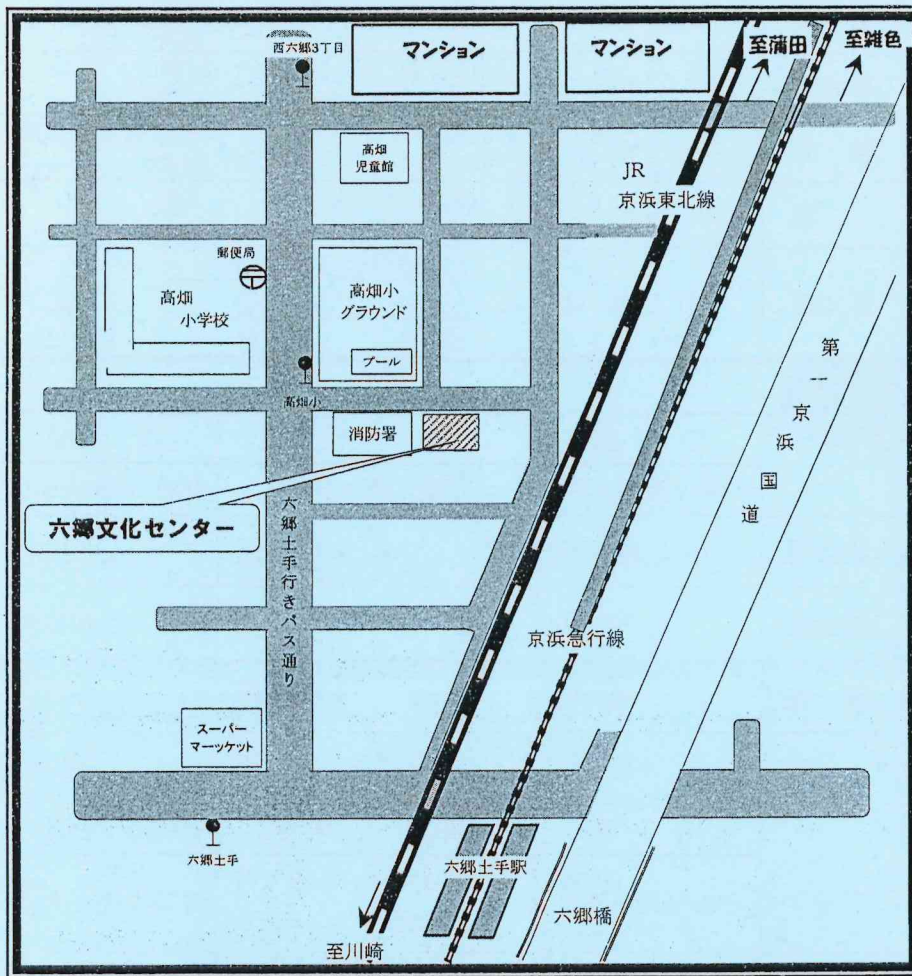 西六郷3丁目
マンション
マンション
至蒲田
至雑色
高畑
児童館
JR
京浜東北線
郵便局
高畑
小学校
高畑小
グラウンド
プール
高畑小
消防署
第一京浜国道
六郷文化センター
六郷土手行きバス通り
京浜急行線
スーパー
マーッケット
六郷土手
六郷土手駅
六郷橋
至川崎